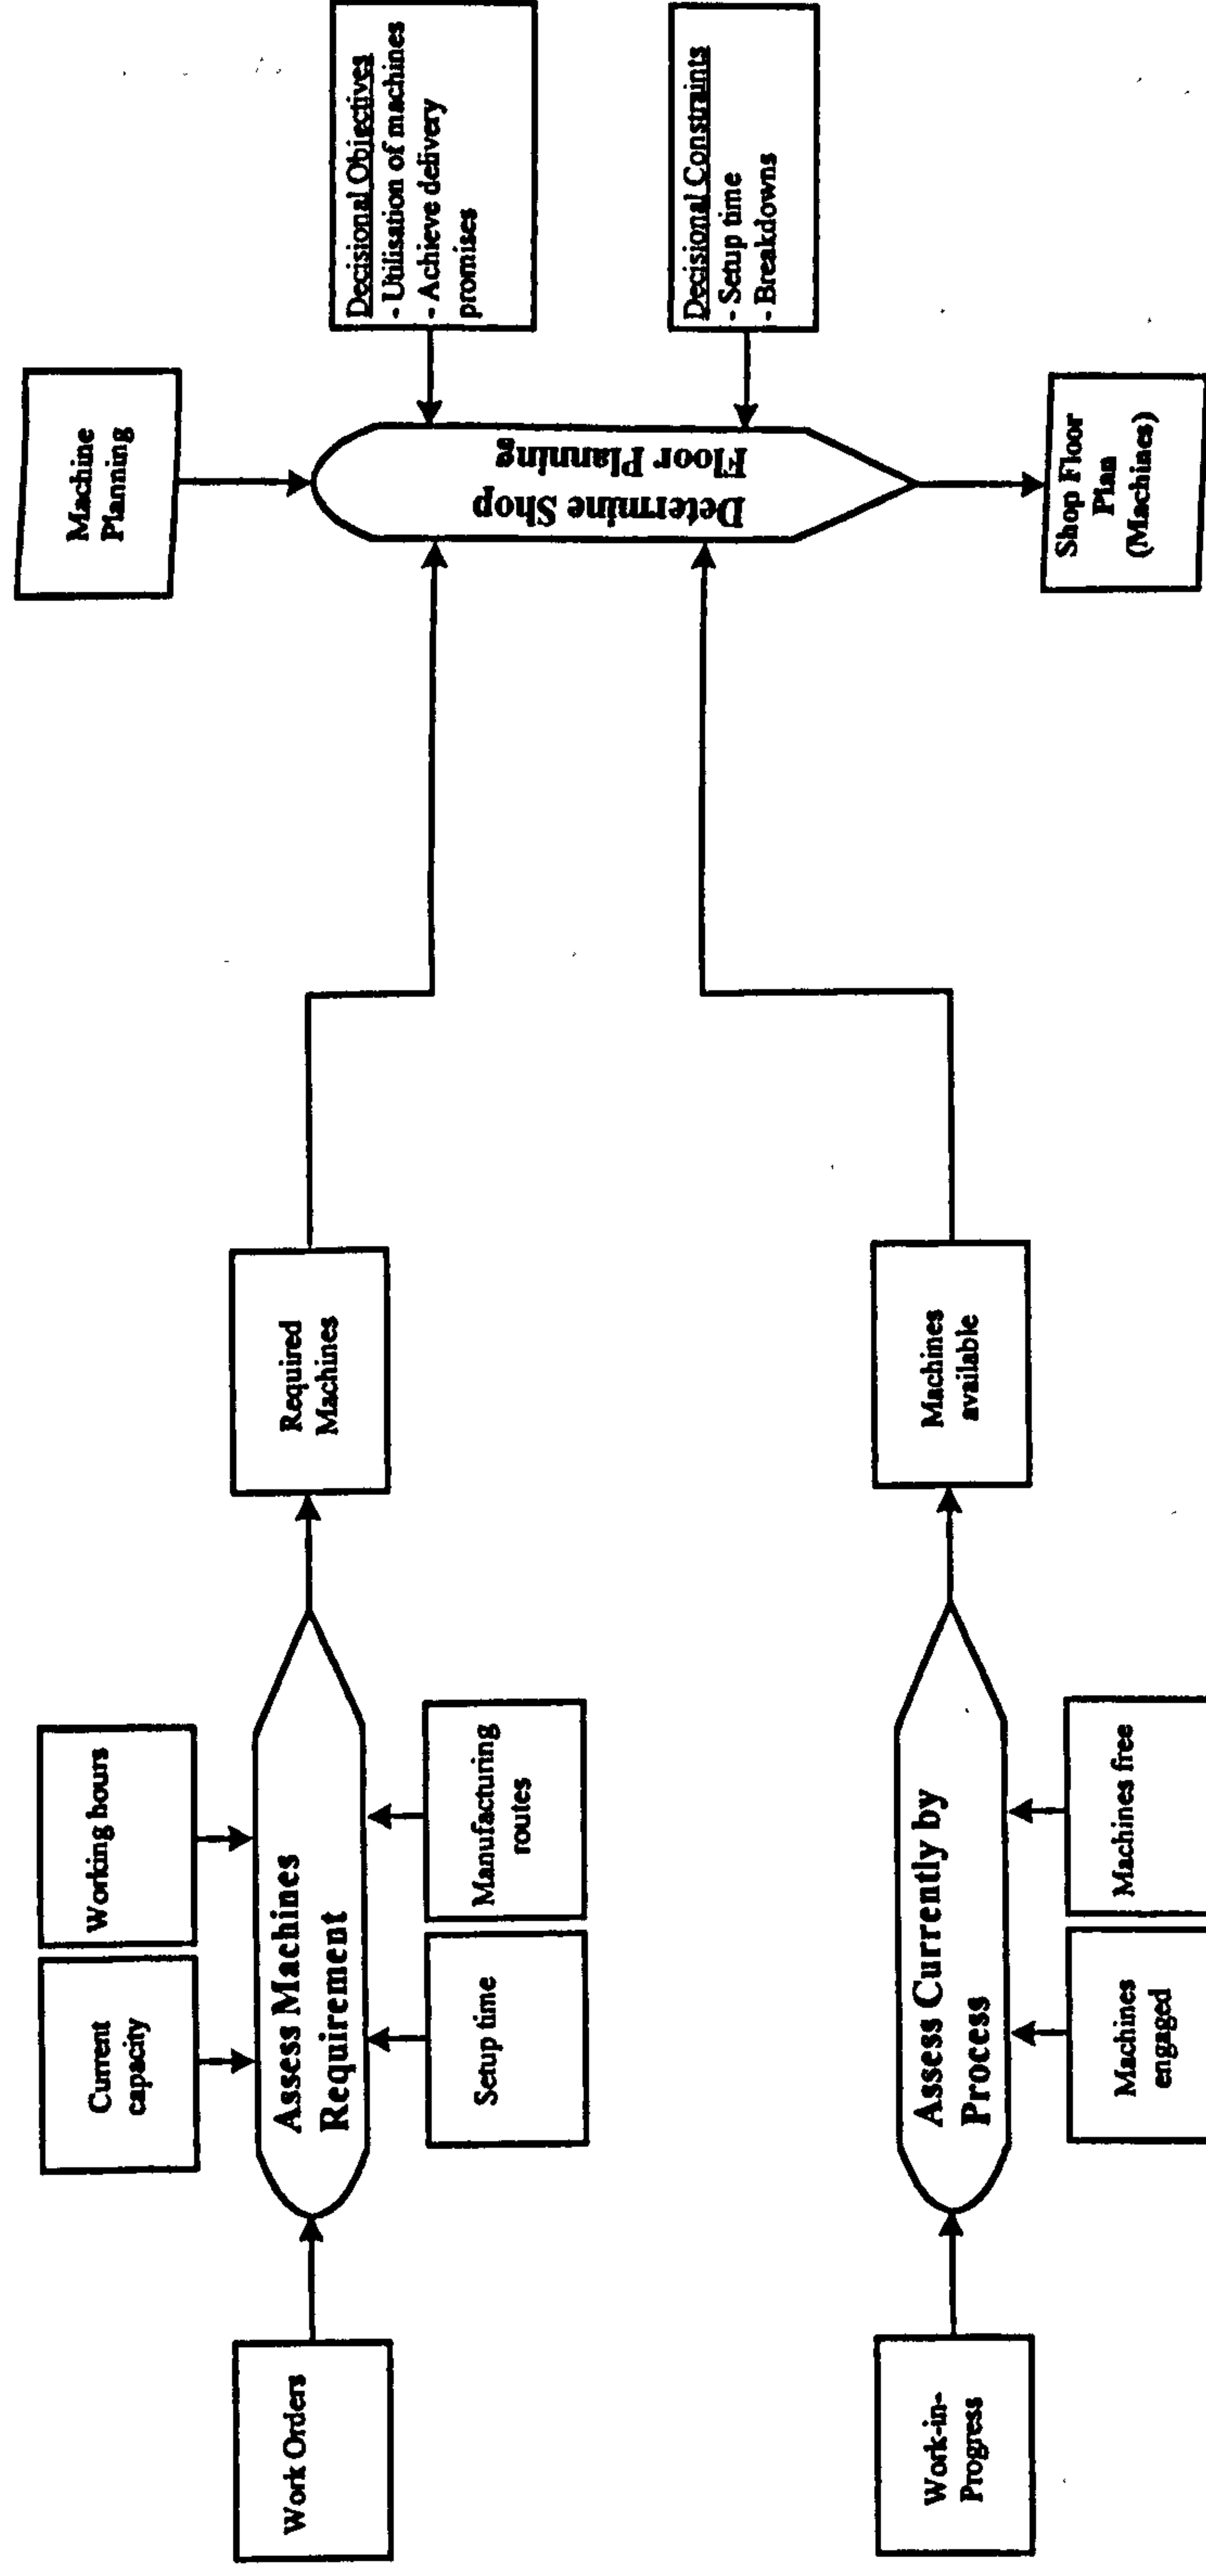 Work Orders
Current
capacity
Working hours
Assess Machines
Requirement
Setup time
Manufacturing
routes
Required
Machines
Work-in-
Progress
Assess Currently by
Process
Machines
engaged
Machines free
Machines
available
Machine
Planning
Determine Shop
Floor Planning
Decisional Objectives
- Utilisation of machines
- Achieve delivery
promises
Decisional Constraints
- Setup time
- Breakdowns
Shop Floor
Plan
(Machines)